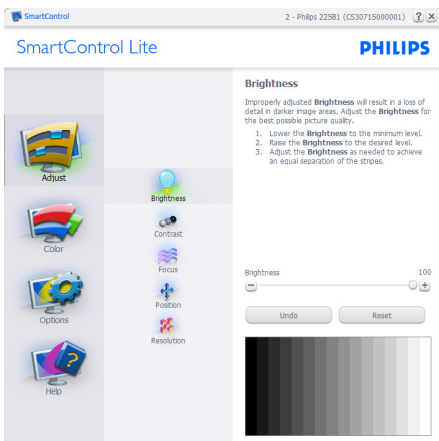 SmartControl
2 - Philips 225B1 (CS30715000001)
SmartControl Lite
PHILIPS
Adjust
Color
Options
Help
Brightness
Contrast
Focus
Position
Resolution
Brightness
Improperly adjusted Brightness will result in a loss of
detail in darker image areas. Adjust the Brightness for
the best possible picture quality.
1. Lower the Brightness to the minimum level.
2. Rase the Brightness to the desired level.
3. Adjust the Brightness as needed to achieve
an equal separation of the stripes.
Brightness 100
Undo Reset